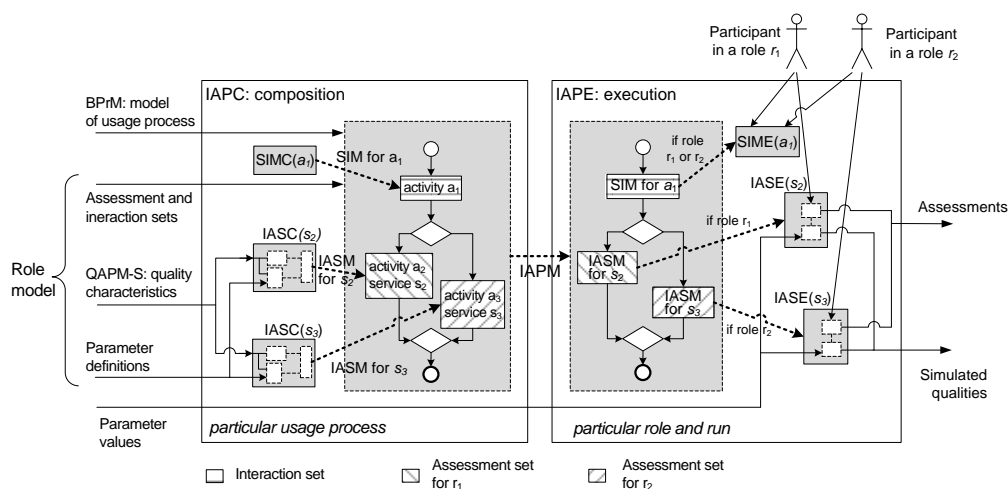 Participant
in a role r1
Participant
in a role r2
IAPC: composition
IAPE: execution
BPrM: model
of usage process
SIMC(a1)
SIM for a1
activity a1
if role
r1 or r2
SIME(a1)
SIM for a1
Role
model
Assessment and
ineraction sets
IASC(s2)
IASM
for s2
activity a2
service s2
IAPM
IASM
for s2
if role r1
IASE(s2)
Assessments
QAPM-S: quality
characteristics
activity a3
service s3
IASM
for s3
if role r2
IASE(s3)
IASC(s3)
IASM for s3
Parameter
definitions
Simulated
qualities
Parameter
values
particular usage process
particular role and run
Interaction set
Assessment set
for r1
Assessment set
for r2